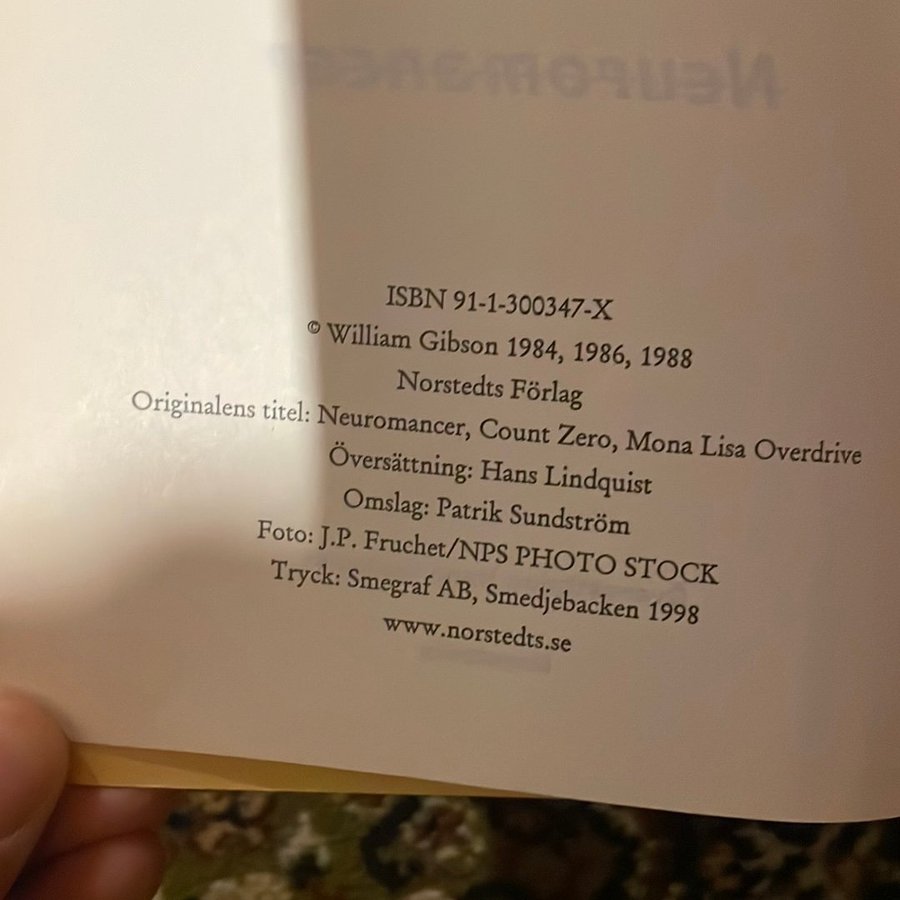 Neuromancer
ISBN 91-1-300347-X
© William Gibson 1984, 1986, 1988
Norstedts Förlag
Originalens titel: Neuromancer, Count Zero, Mona Lisa Overdrive
Översättning: Hans Lindquist
Omslag: Patrik Sundström
Foto: J.P. Fruchet/NPS PHOTO STOCK
Tryck: Smegraf AB, Smedjebacken 1998
www.norstedts.se